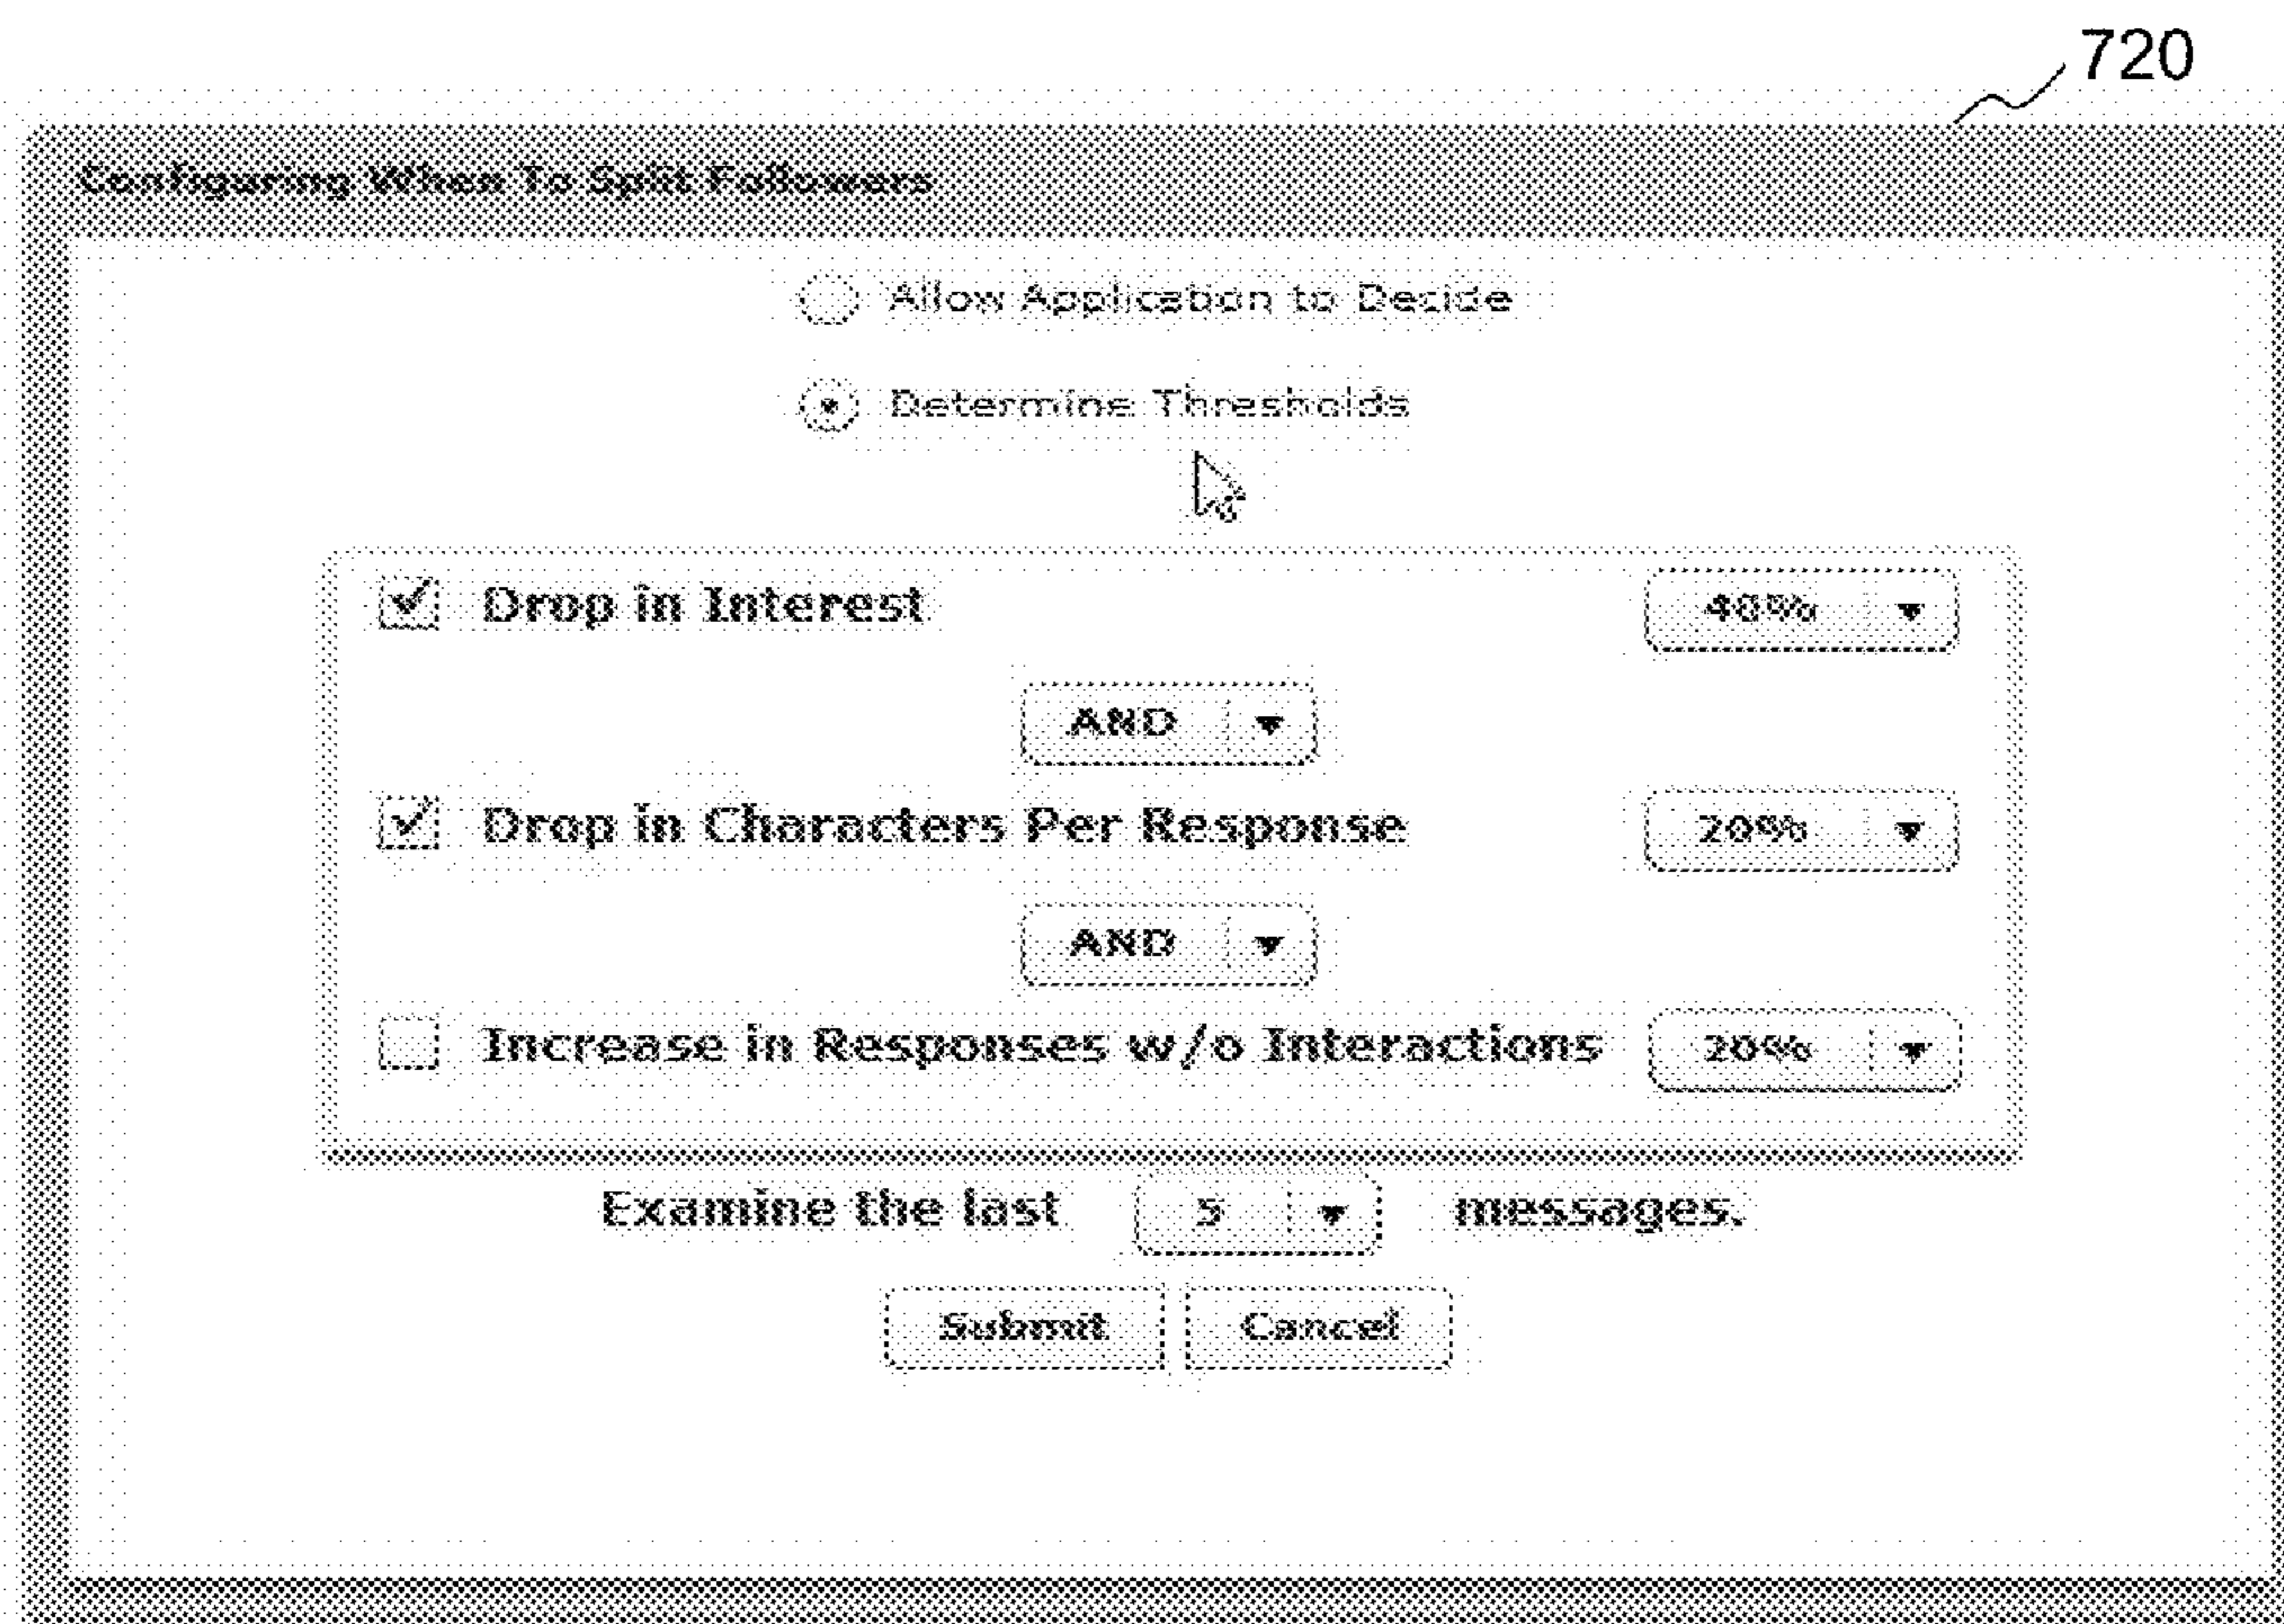 720
Configuring When To Split Followers
Allow Application to Decide
Determine Thresholds
Drop in Interest 40%
AND
Drop in Characters Per Response 20%
AND
Increase in Responses w/o Interactions 20%
Examine the last 5 messages.
Submit Cancel